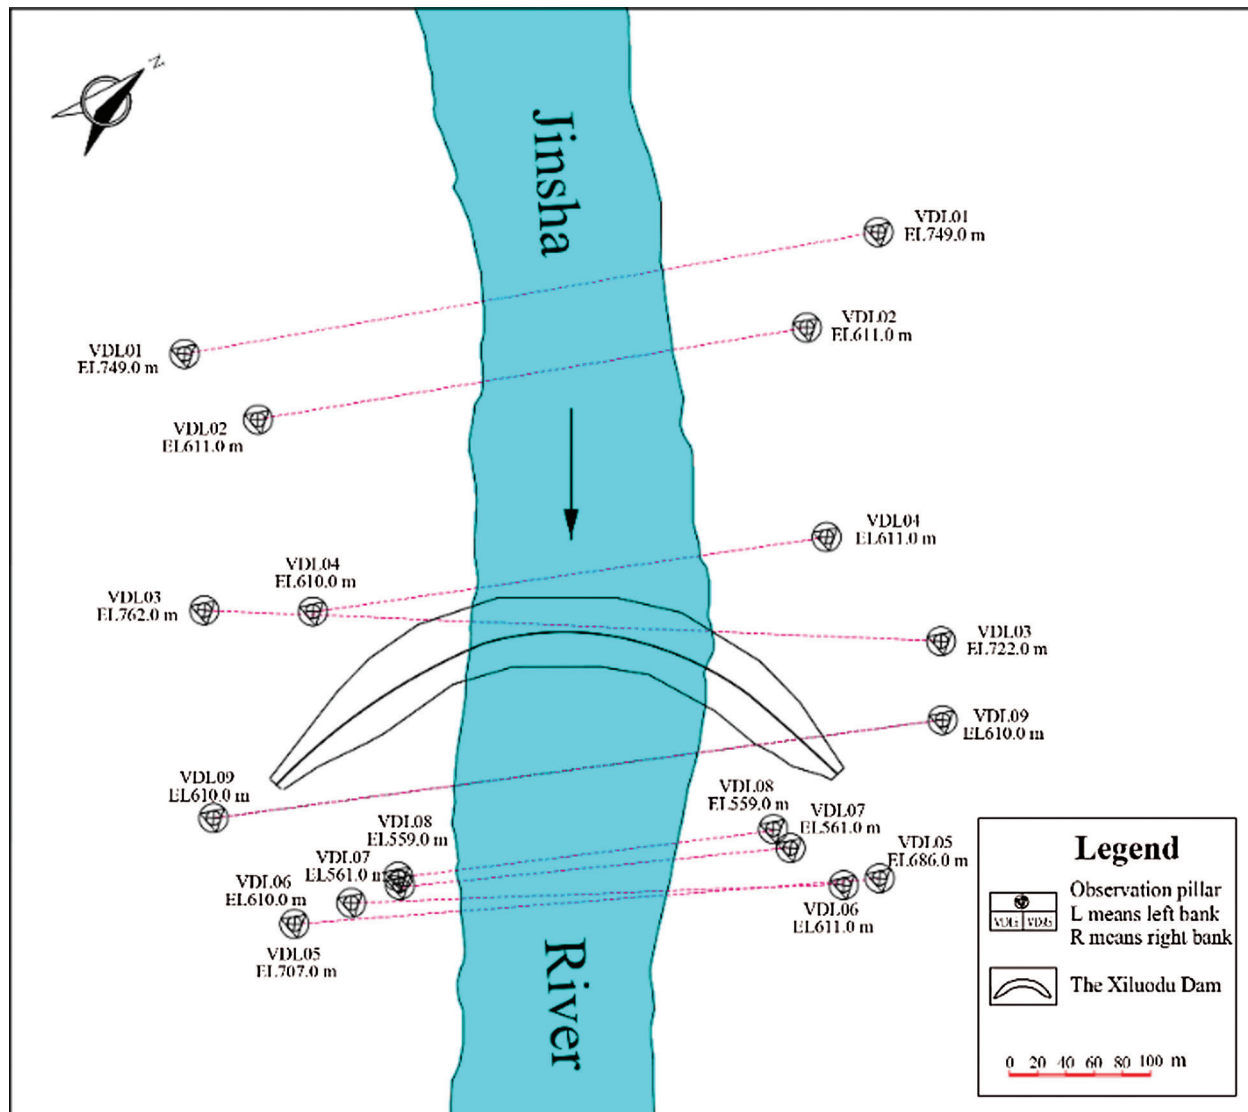 N
Jinsha
VDL01
EL749.0 m
VDL02
EL611.0 m
VDL01
EL749.0 m
VDL02
EL611.0 m
VDL04
EL611.0 m
VDL04
EL610.0 m
VDL03
EL762.0 m
VDL03
EL722.0 m
VDL09
EL610.0 m
VDL09
EL610.0 m
VDL08
EL559.0 m
VDL07
EL561.0 m
VDL08
EL559.0 m
VDL07
EL561.0 m
VDL05
EL686.0 m
VDL06
EL610.0 m
VDL06
EL611.0 m
VDL05
EL707.0 m
River
Legend
Observation pillar
L means left bank
R means right bank
The Xiluodu Dam
0 20 40 60 80 100 m